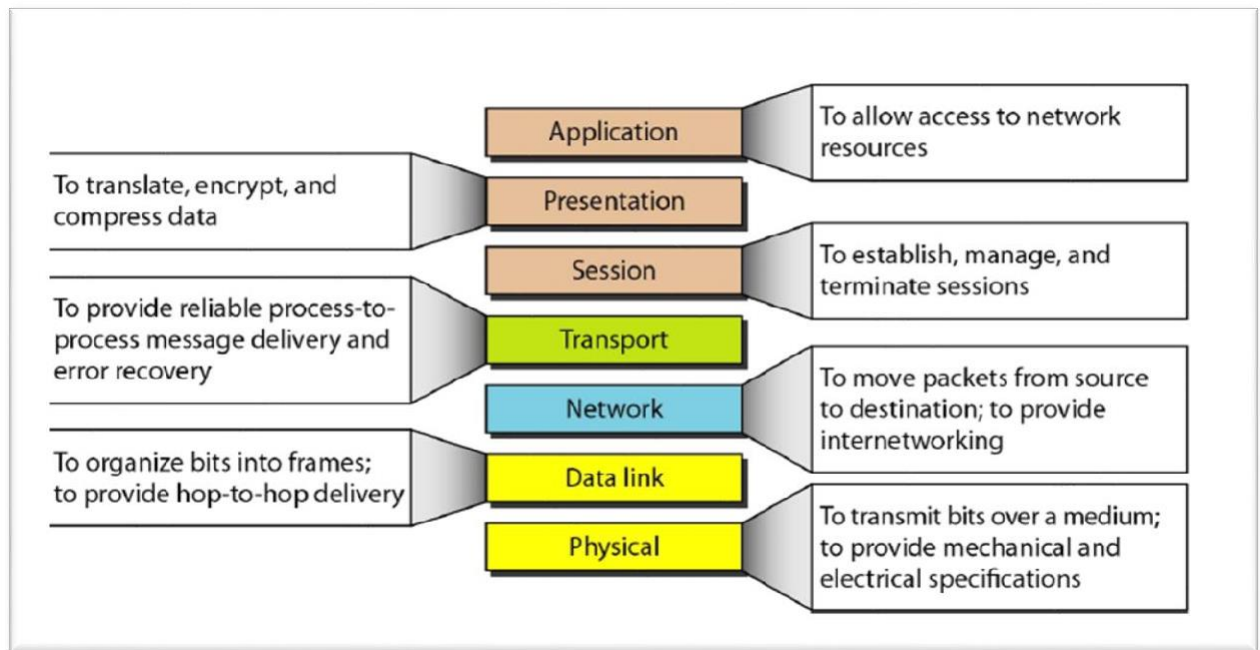 Application
To allow access to network
resources
To translate, encrypt, and
compress data
Presentation
Session
To establish, manage, and
terminate sessions
To provide reliable process-to-
process message delivery and
error recovery
Transport
Network
To move packets from source
to destination; to provide
internetworking
To organize bits into frames;
to provide hop-to-hop delivery
Data link
Physical
To transmit bits over a medium;
to provide mechanical and
electrical specifications